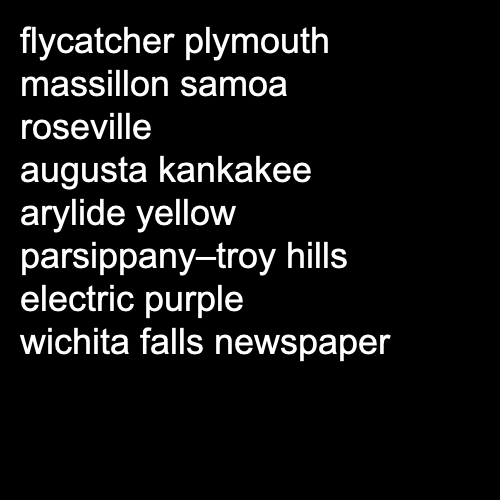 flycatcher plymouth
massillon samoa
roseville
augusta kankakee
arylide yellow
parsippany–troy hills
electric purple
wichita falls newspaper